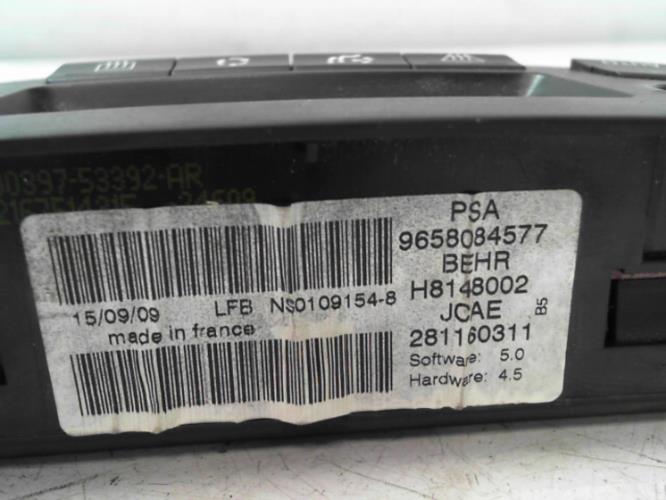 10397-53392-AR
PSA
9658084577
BEHR
H8148002
JCAE
281160311
B5
Software: 5.0
Hardware: 4.5
15/09/09 LFB NS0109154-8
made in france